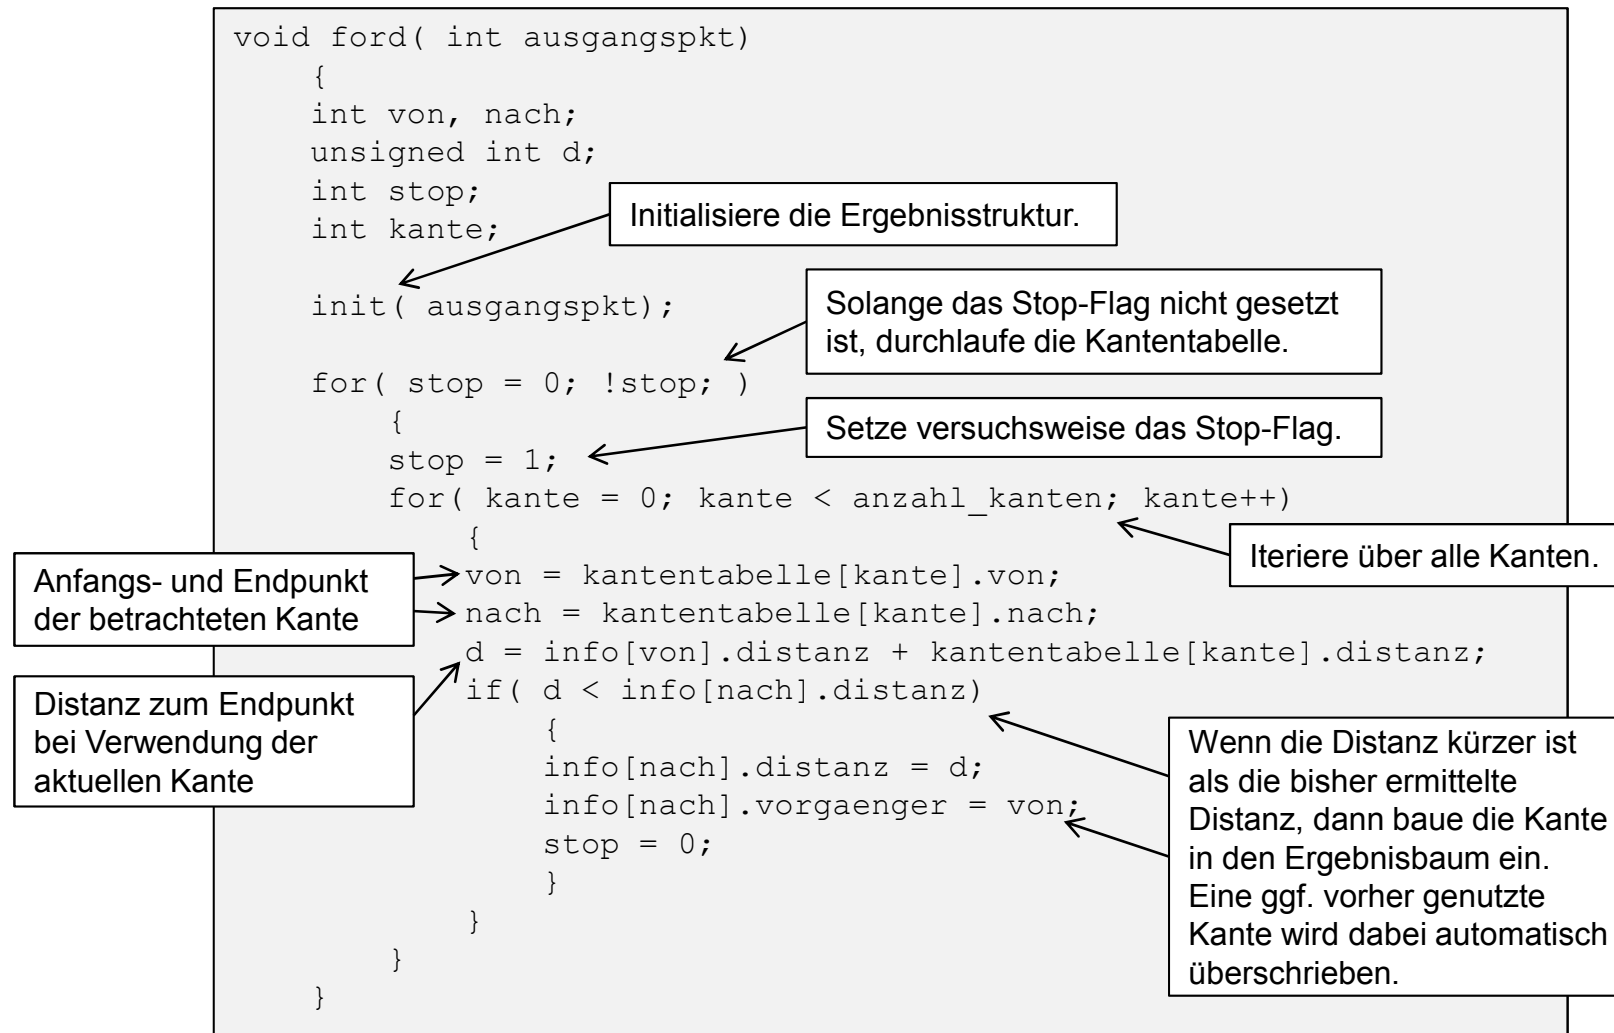 void ford( int ausgangspkt)
{
int von, nach;
unsigned int d;
int stop;
int kante;
Initialisiere die Ergebnisstruktur.
init( ausgangspkt);
Solange das Stop-Flag nicht gesetzt
ist, durchlaufe die Kantentabelle.
for( stop = 0; !stop; )
{
Setze versuchsweise das Stop-Flag.
stop = 1;
for( kante = 0; kante < anzahl_kanten; kante++)
{
Iteriere über alle Kanten.
Anfangs- und Endpunkt
der betrachteten Kante
von = kantentabelle[kante].von;
nach = kantentabelle[kante].nach;
d = info[von].distanz + kantentabelle[kante].distanz;
Distanz zum Endpunkt
bei Verwendung der
aktuellen Kante
if( d < info[nach].distanz)
{
info[nach].distanz = d;
info[nach].vorgaenger = von;
stop = 0;
}
Wenn die Distanz kürzer ist
als die bisher ermittelte
Distanz, dann baue die Kante
in den Ergebnisbaum ein.
Eine ggf. vorher genutzte
Kante wird dabei automatisch
überschrieben.
}
}
}